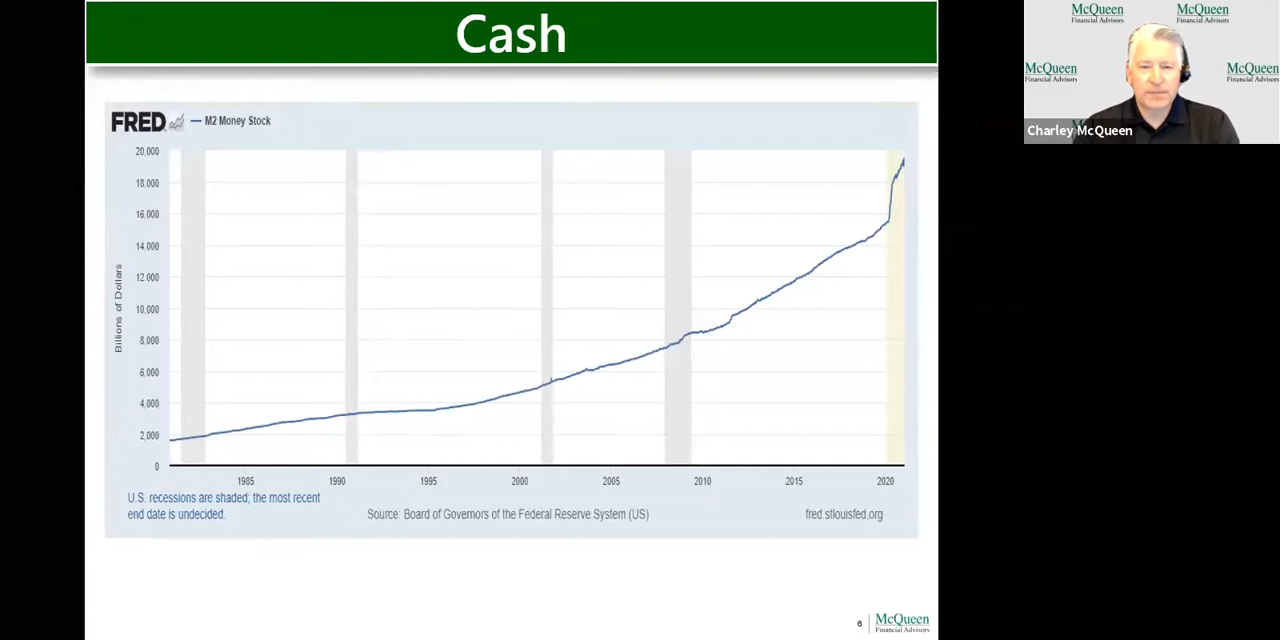 Cash
FRED
M2 Money Stock
20,000
18,000
16,000
14,000
12,000
10,000
8,000
6,000
4,000
2,000
0
Billions of Dollars
1985 1990 1995 2000 2005 2010 2015 2020
U.S. recessions are shaded; the most recent
end date is undecided.
Source: Board of Governors of the Federal Reserve System (US)
fred.stlouisfed.org
6
McQueen
Financial Advisors
McQueen
Financial Advisors
McQueen
Financial Advisors
McQueen
Financial Advisors
McQueen
Financial Advisors
Charley McQueen